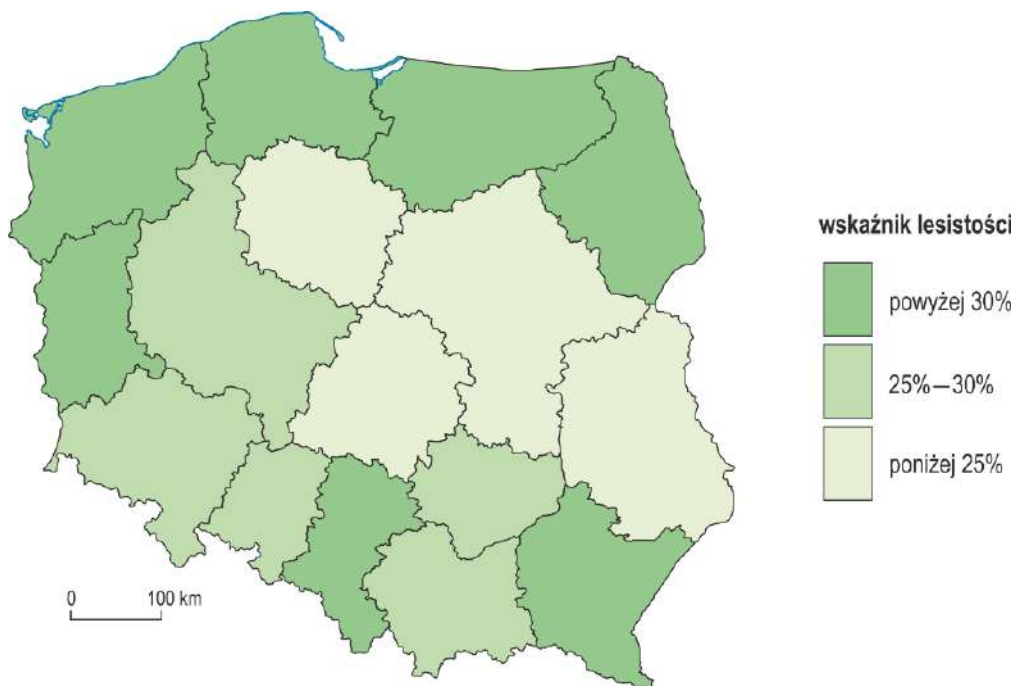 wskaźnik lesistości
powyżej 30%
25%—30%
poniżej 25%
0 100 km